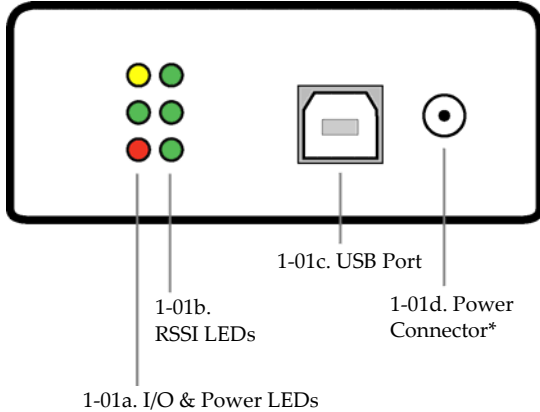 1-01c. USB Port
1-01b.
RSSI LEDs
1-01d. Power
Connector*
1-01a. I/O & Power LEDs